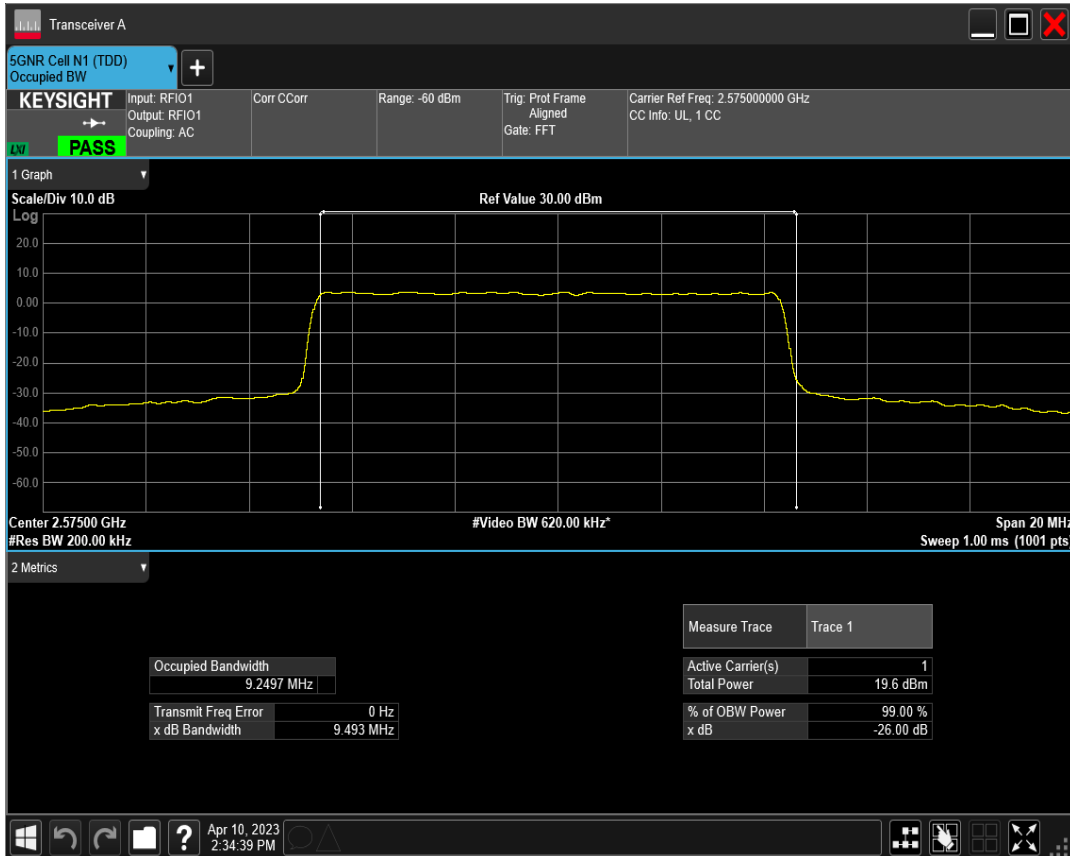 Transceiver A
5GNR Cell N1 (TDD)
Occupied BW
+
KEYSIGHT
LXI
PASS
Input: RFIO1
Output: RFIO1
Coupling: AC
Corr CCorr
Range: -60 dBm
Trig: Prot Frame
Aligned
Gate: FFT
Carrier Ref Freq: 2.575000000 GHz
CC Info: UL, 1 CC
1 Graph
Scale/Div 10.0 dB
Ref Value 30.00 dBm
Log
20.0
10.0
0.00
-10.0
-20.0
-30.0
-40.0
-50.0
-60.0
Center 2.57500 GHz
#Video BW 620.00 kHz*
Span 20 MHz
#Res BW 200.00 kHz
Sweep 1.00 ms (1001 pts)
2 Metrics
Measure Trace Trace 1
Occupied Bandwidth
9.2497 MHz
Active Carrier(s) 1
Total Power 19.6 dBm
Transmit Freq Error 0 Hz
x dB Bandwidth 9.493 MHz
% of OBW Power 99.00 %
x dB -26.00 dB
?
Apr 10, 2023
2:34:39 PM